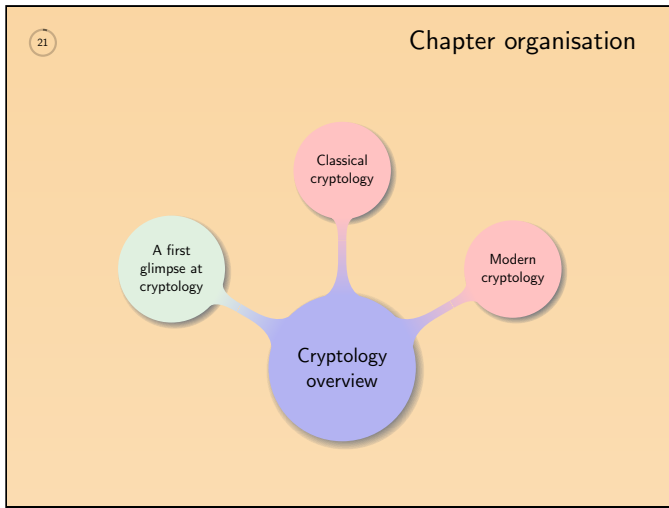 21
Chapter organisation
Classical
cryptology
A first
glimpse at
cryptology
Modern
cryptology
Cryptology
overview